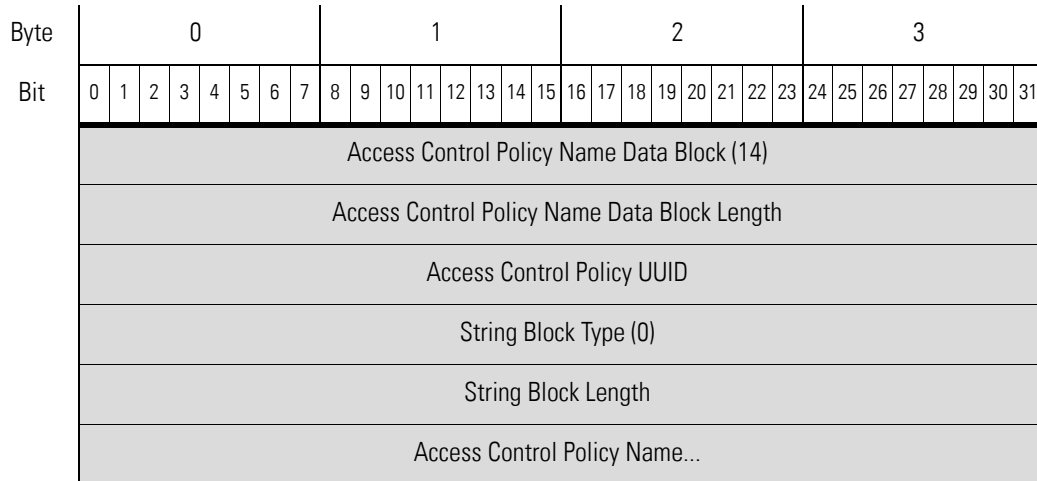 Byte 0 1 2 3
Bit 0 1 2 3 4 5 6 7 8 9 10 11 12 13 14 15 16 17 18 19 20 21 22 23 24 25 26 27 28 29 30 31
Access Control Policy Name Data Block (14)
Access Control Policy Name Data Block Length
Access Control Policy UUID
String Block Type (0)
String Block Length
Access Control Policy Name...